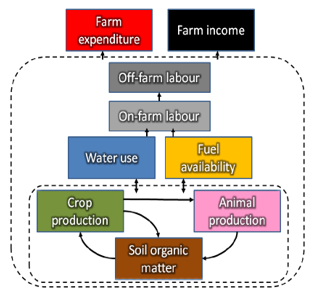 Farm
expenditure
Farm income
Off-farm labour
On-farm labour
Water use
Fuel
availability
Crop
production
Animal
production
Soil organic
matter